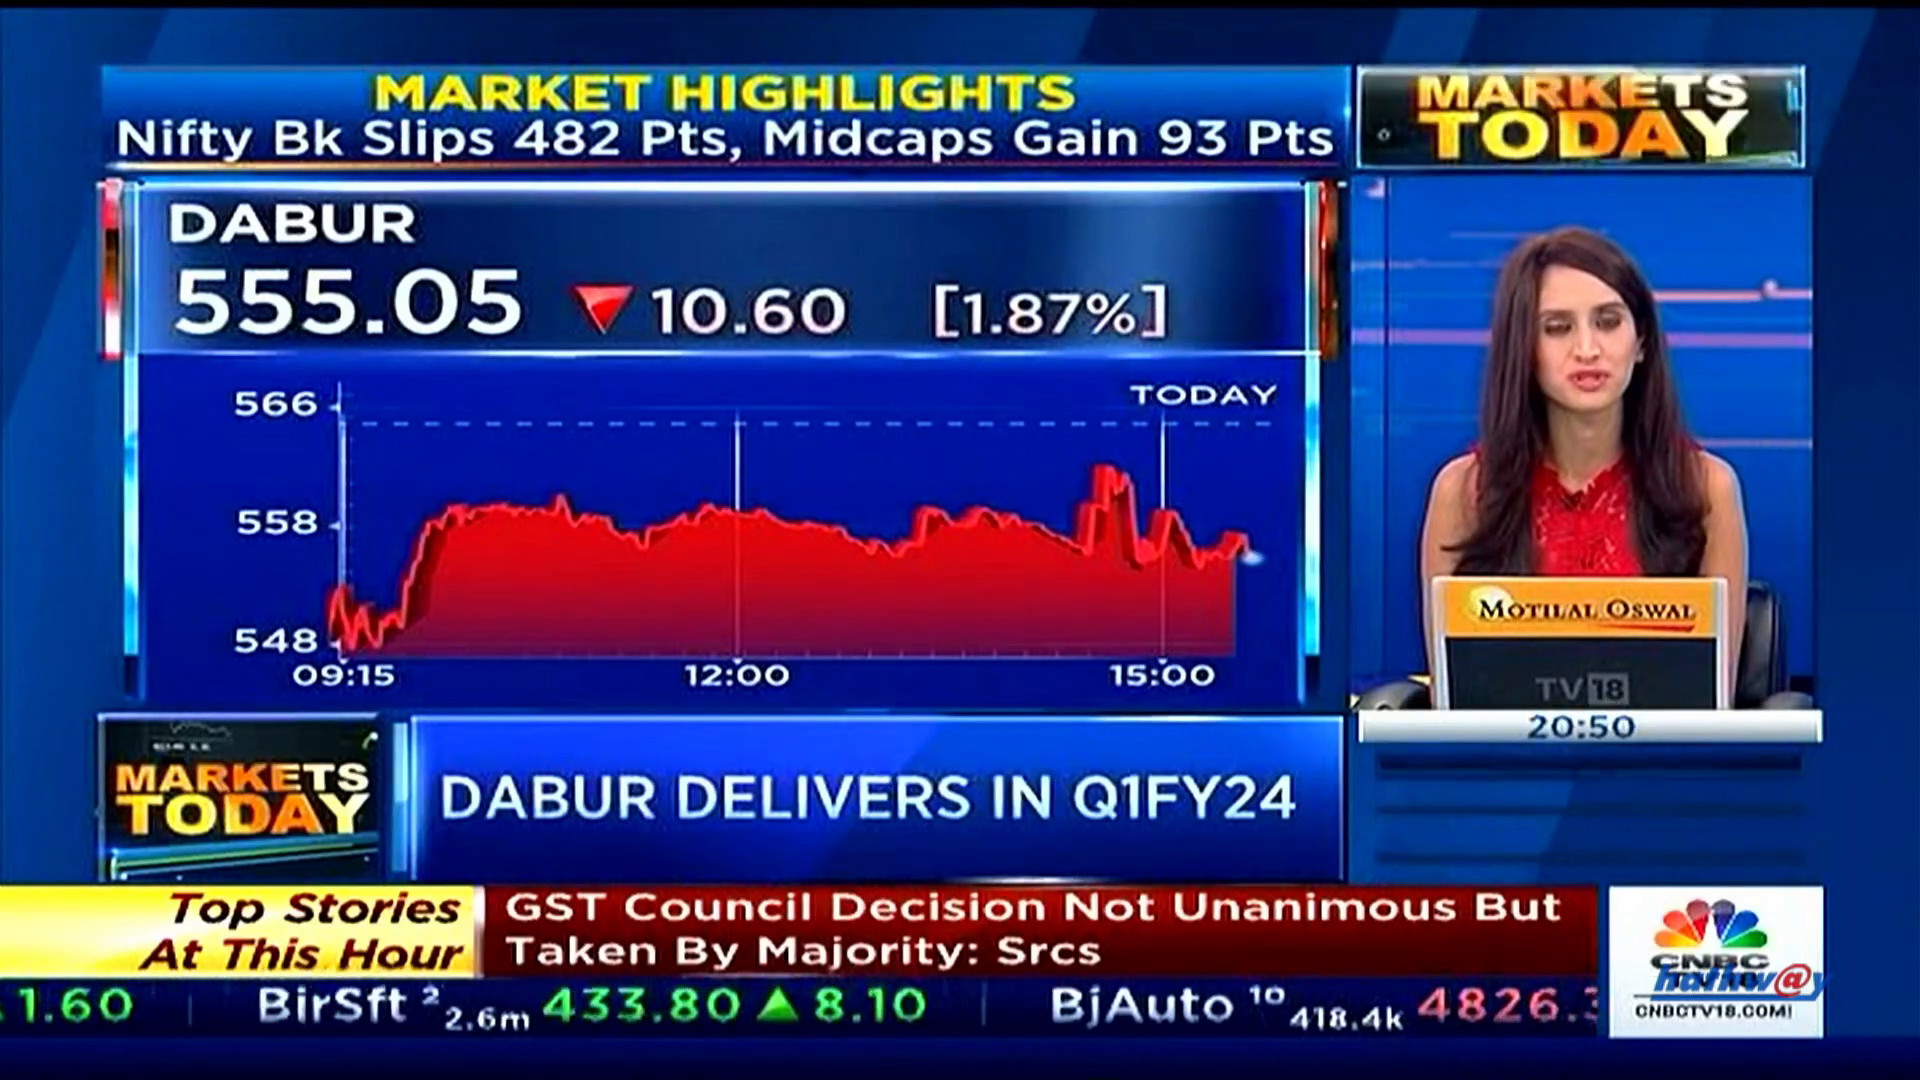 MARKET HIGHLIGHTS
Nifty Bk Slips 482 Pts, Midcaps Gain 93 Pts
MARKETS
TODAY
DABUR
555.05 ▼ 10.60 [1.87%]
TODAY
566
558
548
09:15 12:00 15:00
MOTILAL OSWAL
TV18
20:50
MARKETS
TODAY
DABUR DELIVERS IN Q1FY24
Top Stories
At This Hour
GST Council Decision Not Unanimous But
Taken By Majority: Srcs
1.60 BirSft 2 2.6m 433.80 ▲ 8.10 BjAuto 10 418.4k 4826.3
CNBC
hathw@y
CNBCTV18.COM